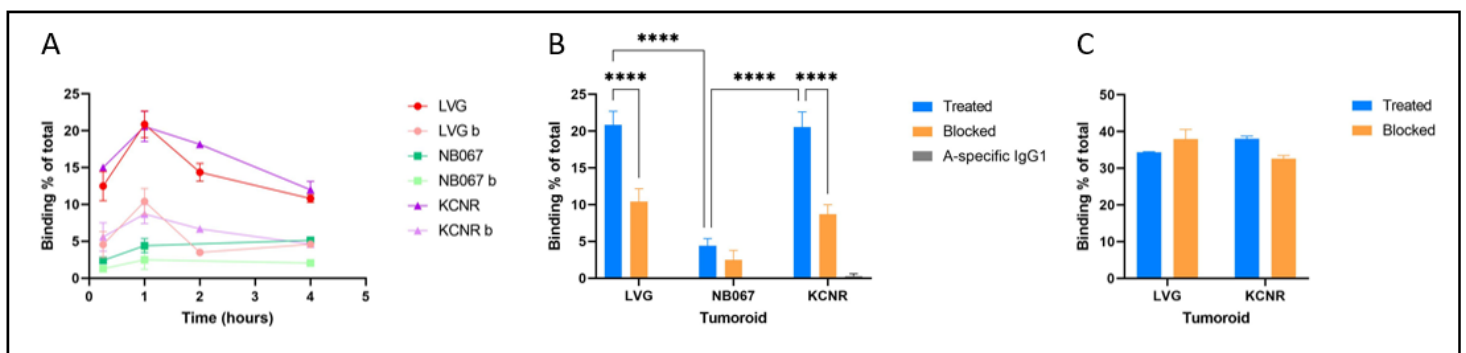 A
Binding % of total
25
20
15
10
5
0
0 1 2 3 4 5
Time (hours)
LVG
LVG b
NB067
NB067 b
KCNR
KCNR b
B
****
**** **** ****
Binding % of total
25
20
15
10
5
0
LVG NB067 KCNR
Tumoroid
Treated
Blocked
A-specific IgG1
C
Binding % of total
50
40
30
20
10
0
LVG KCNR
Tumoroid
Treated
Blocked